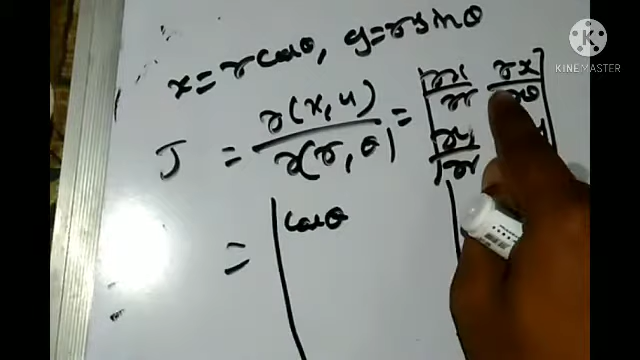 x = r cosθ, y = r sinθ
J = ∂(x, y) / ∂(r, θ) = | ∂x/∂r ∂x/∂θ
∂y/∂r
= | cosθ |
K
KINEMASTER